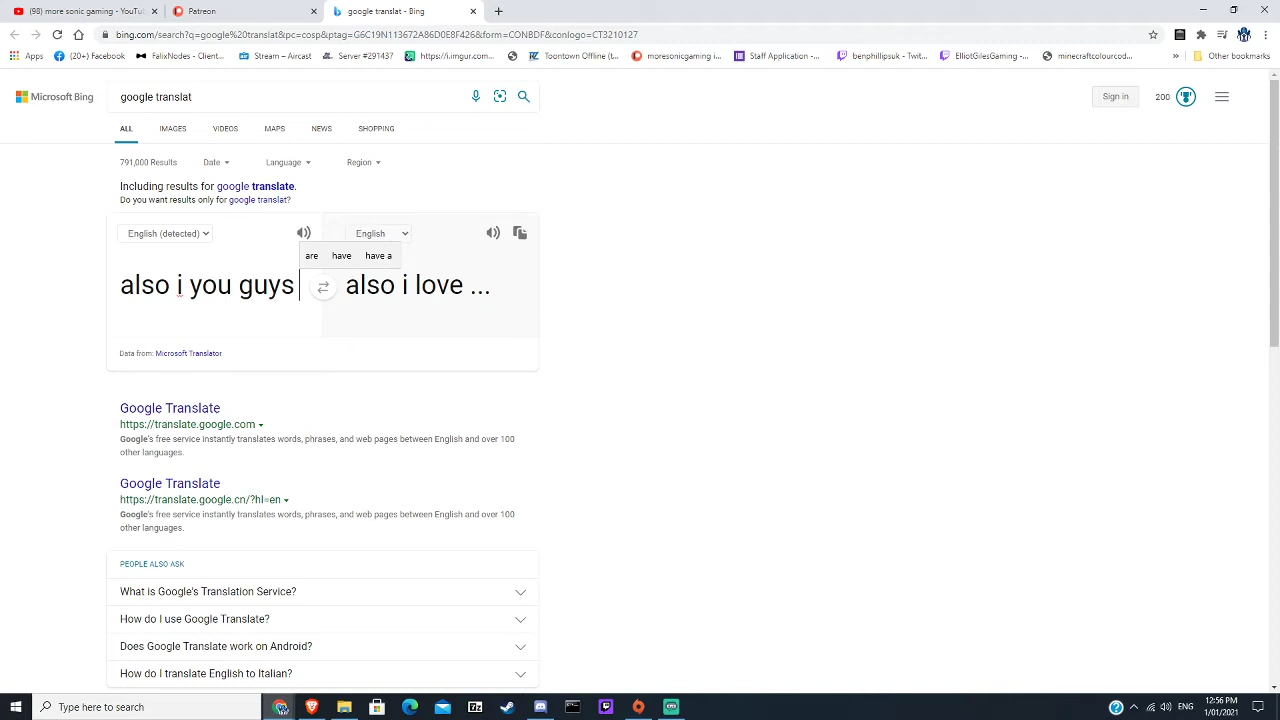 (98) more sonic gaming - YouTu
Patreon
google translat - Bing
bing.com/search?q=google%20translat&pc=cosp&ptag=G6C19N113672A86D0E8F426&form=CONBDF&conlogo=CT3210127
Apps
(20+) Facebook
FalixNodes - Client...
Stream — Aircast
Server #291437
https://i.imgur.com...
Toontown Offline (t...
moresonicgaming i...
Staff Application -...
benphillipsuk - Twi...
ElliotGilesGaming -...
minecraftcolourcod...
»
Other bookmarks
Microsoft Bing
google translat
Sign in
200
ALL
IMAGES
VIDEOS
MAPS
NEWS
SHOPPING
791,000 Results
Date
Language
Region
Including results for google translate.
Do you want results only for google translat?
English (detected)
English
are have have a
also i you guys
also i love ...
Data from: Microsoft Translator
Google Translate
https://translate.google.com
Google's free service instantly translates words, phrases, and web pages between English and over 100
other languages.
Google Translate
https://translate.google.cn/?hl=en
Google's free service instantly translates words, phrases, and web pages between English and over 100
other languages.
PEOPLE ALSO ASK
What is Google's Translation Service?
How do I use Google Translate?
Does Google Translate work on Android?
How do I translate English to Italian?
Type here to search
ENG
12:56 PM
1/01/2021